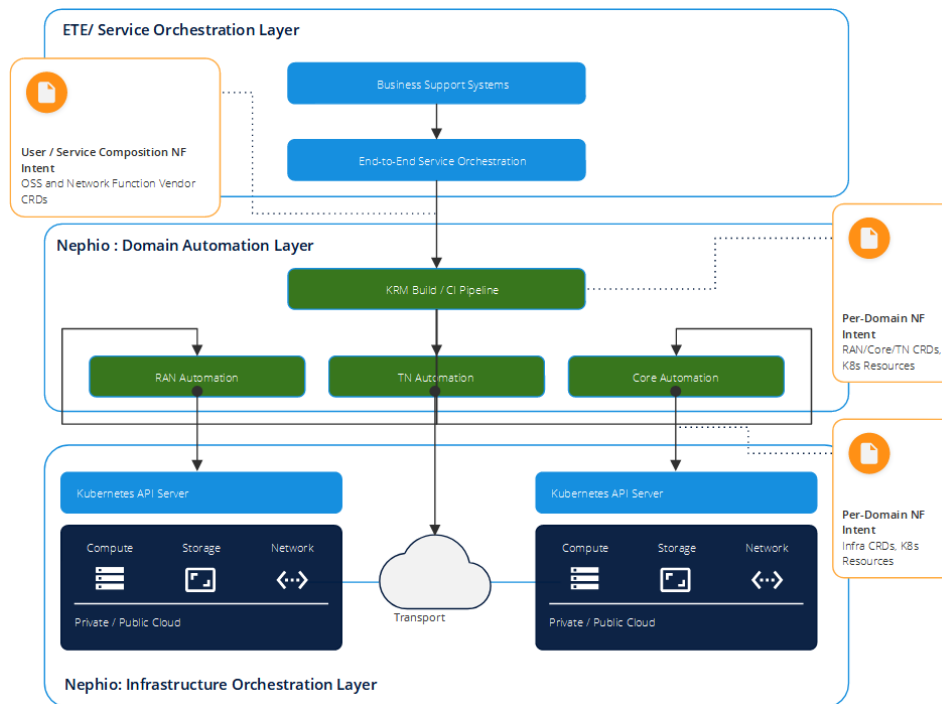 ETE/ Service Orchestration Layer
Business Support Systems
End-to-End Service Orchestration
User / Service Composition NF
Intent
OSS and Network Function Vendor
CRDs
Nephio : Domain Automation Layer
KRM Build / CI Pipeline
RAN Automation
TN Automation
Core Automation
Per-Domain NF
Intent
RAN/Core/TN CRDs,
K8s Resources
Kubernetes API Server
Kubernetes API Server
Compute
Storage
Network
Private / Public Cloud
Transport
Compute
Storage
Network
Private / Public Cloud
Per-Domain NF
Intent
Infra CRDs, K8s
Resources
Nephio: Infrastructure Orchestration Layer